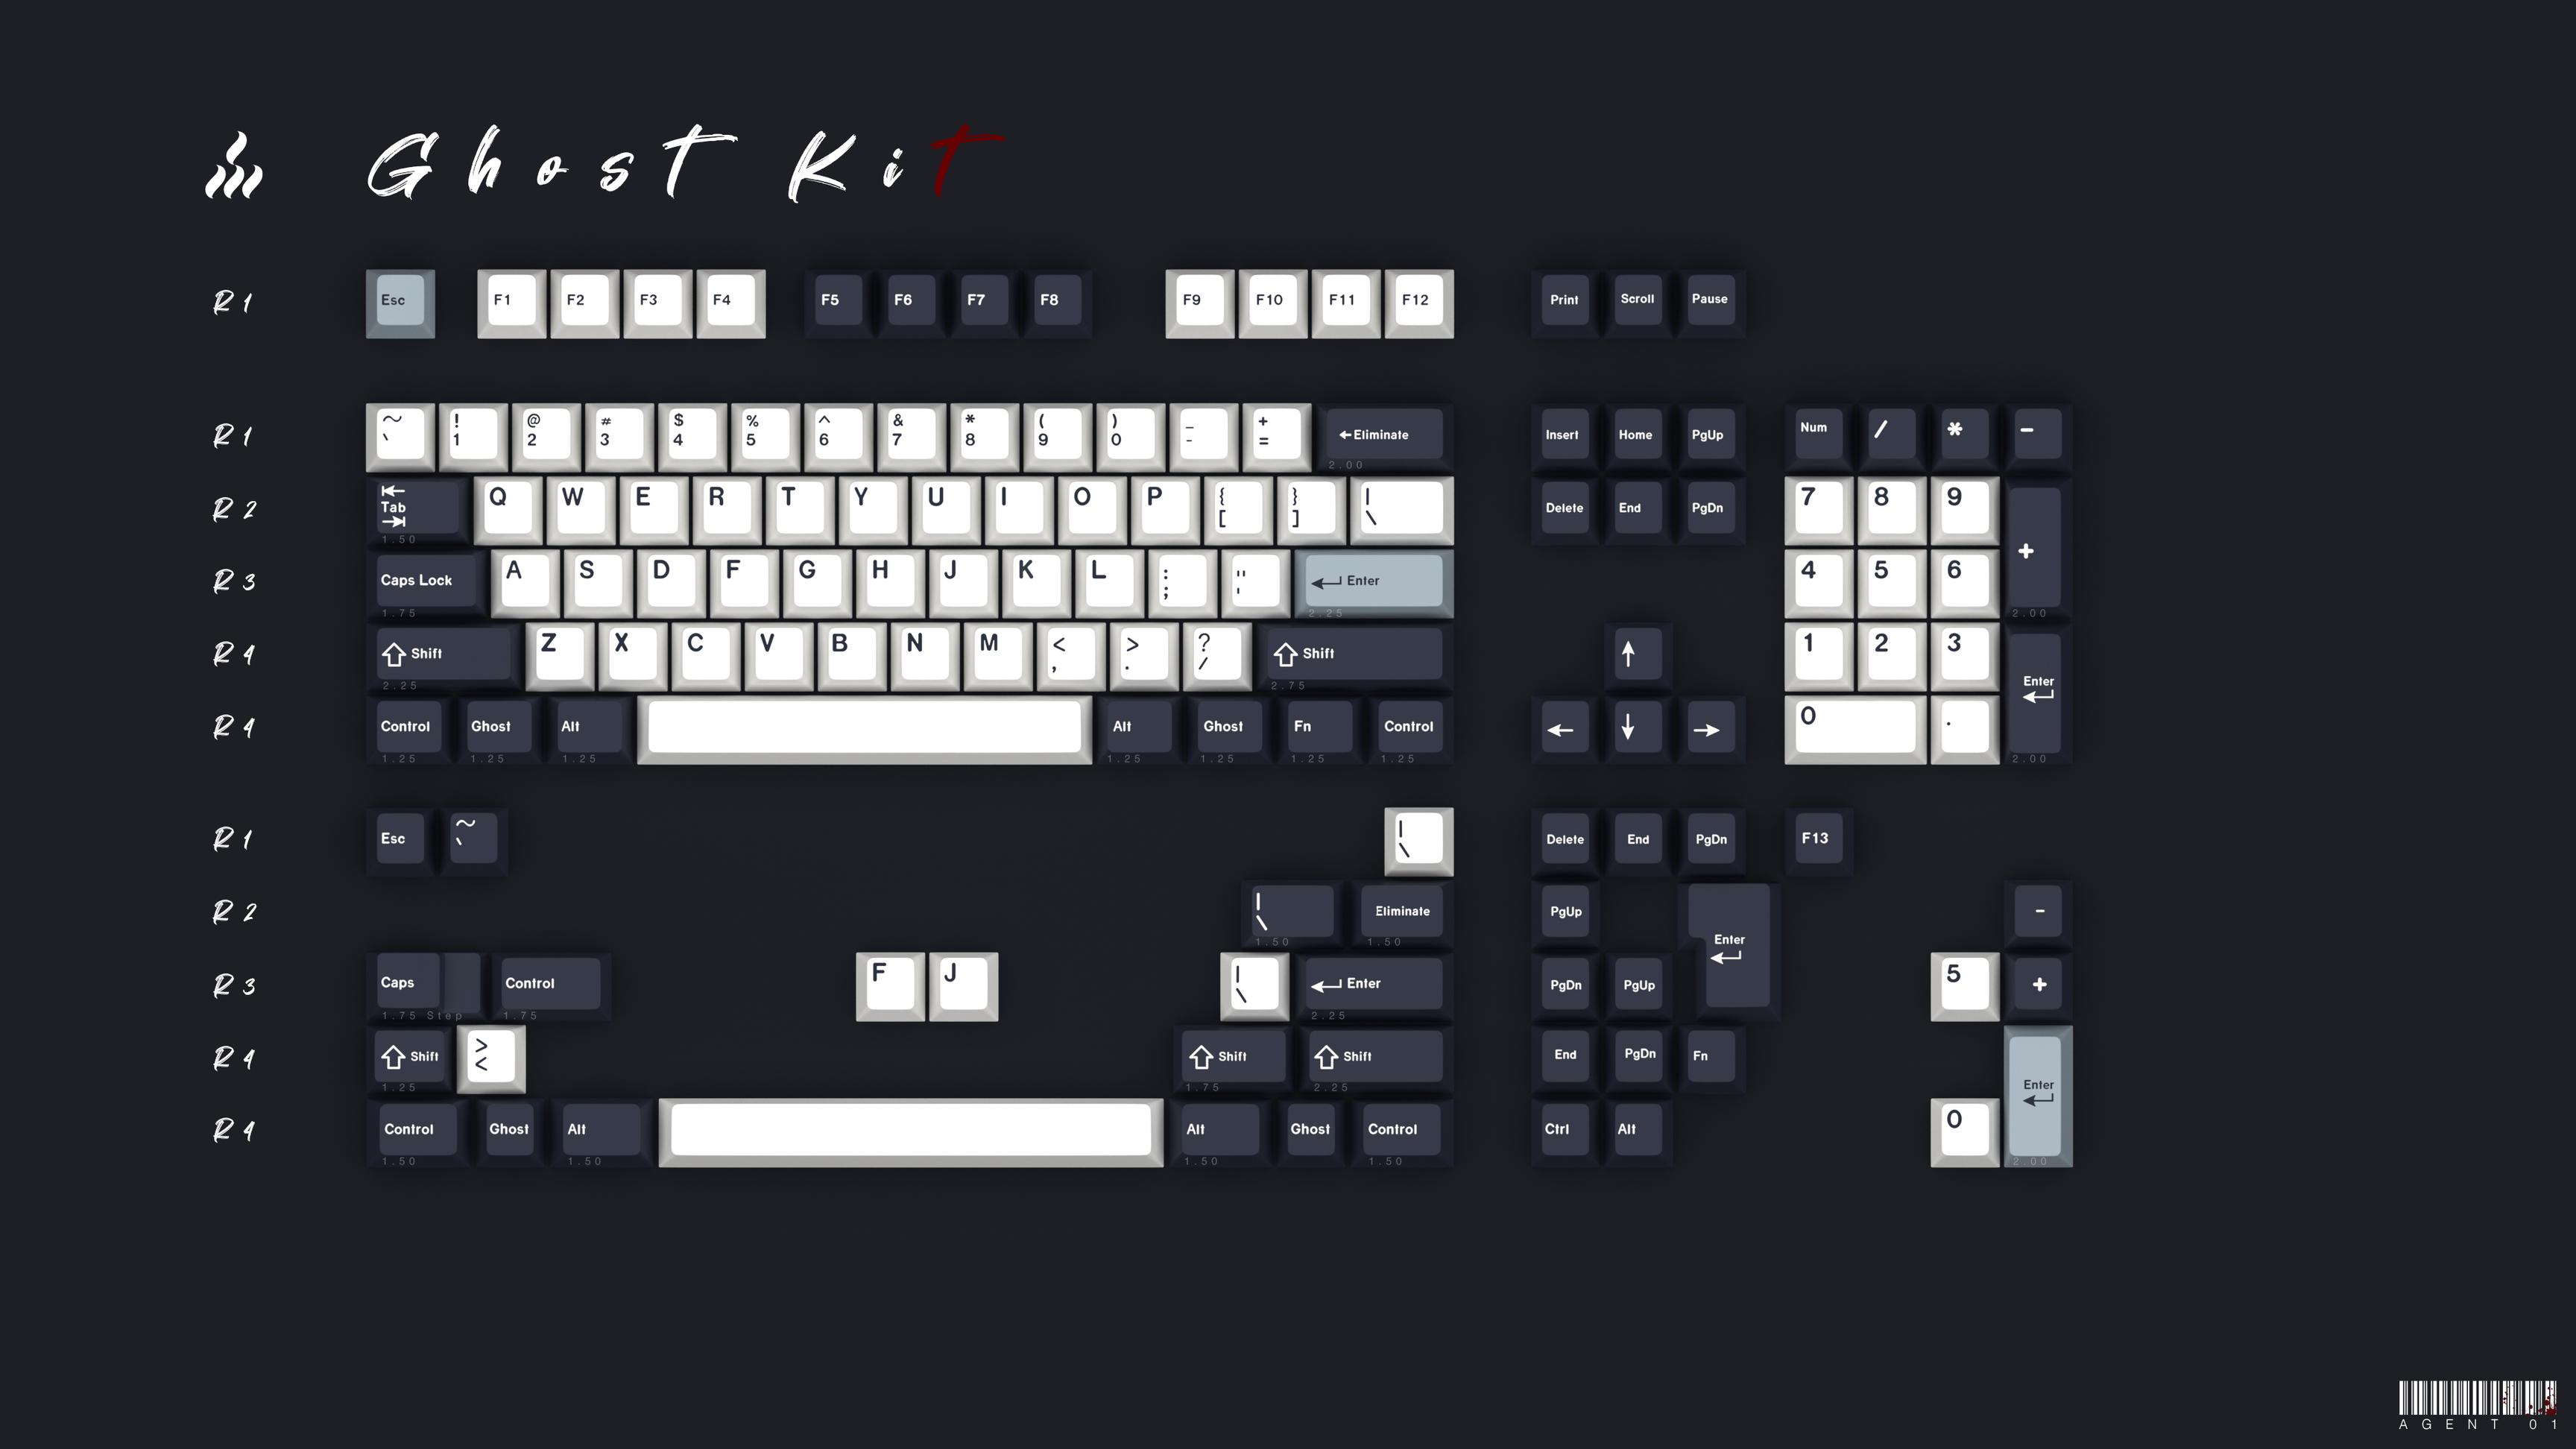 Ghost Kit
R1 Esc F1 F2 F3 F4 F5 F6 F7 F8 F9 F10 F11 F12 Print Scroll Pause
R1 ~ ` ! 1 @ 2 # 3 $ 4 % 5 ^ 6 & 7 * 8 ( 9 ) 0 _ - + = ←Eliminate 2.00 Insert Home PgUp Num / * -
R2 Tab 1.50 Q W E R T Y U I O P { [ } ] | \ Delete End PgDn 7 8 9 + 2.00
R3 Caps Lock 1.75 A S D F G H J K L : ; " ' Enter 2.25 4 5 6
R4 Shift 2.25 Z X C V B N M < , > . ? / Shift 2.75 ↑ 1 2 3 Enter 2.00
R4 Control 1.25 Ghost 1.25 Alt 1.25 Alt 1.25 Ghost 1.25 Fn 1.25 Control 1.25 ← ↓ → 0 .
R1 Esc ~ ` | \ Delete End PgDn F13
R2 | \ 1.50 Eliminate 1.50 PgUp Enter -
R3 Caps 1.75 Step Control 1.75 F J | \ Enter 2.25 PgDn PgUp 5 +
R4 Shift 1.25 > < Shift 1.75 Shift 2.25 End PgDn Fn Enter 2.00
R4 Control 1.50 Ghost Alt 1.50 Alt 1.50 Ghost Control 1.50 Ctrl Alt 0
AGENT 01